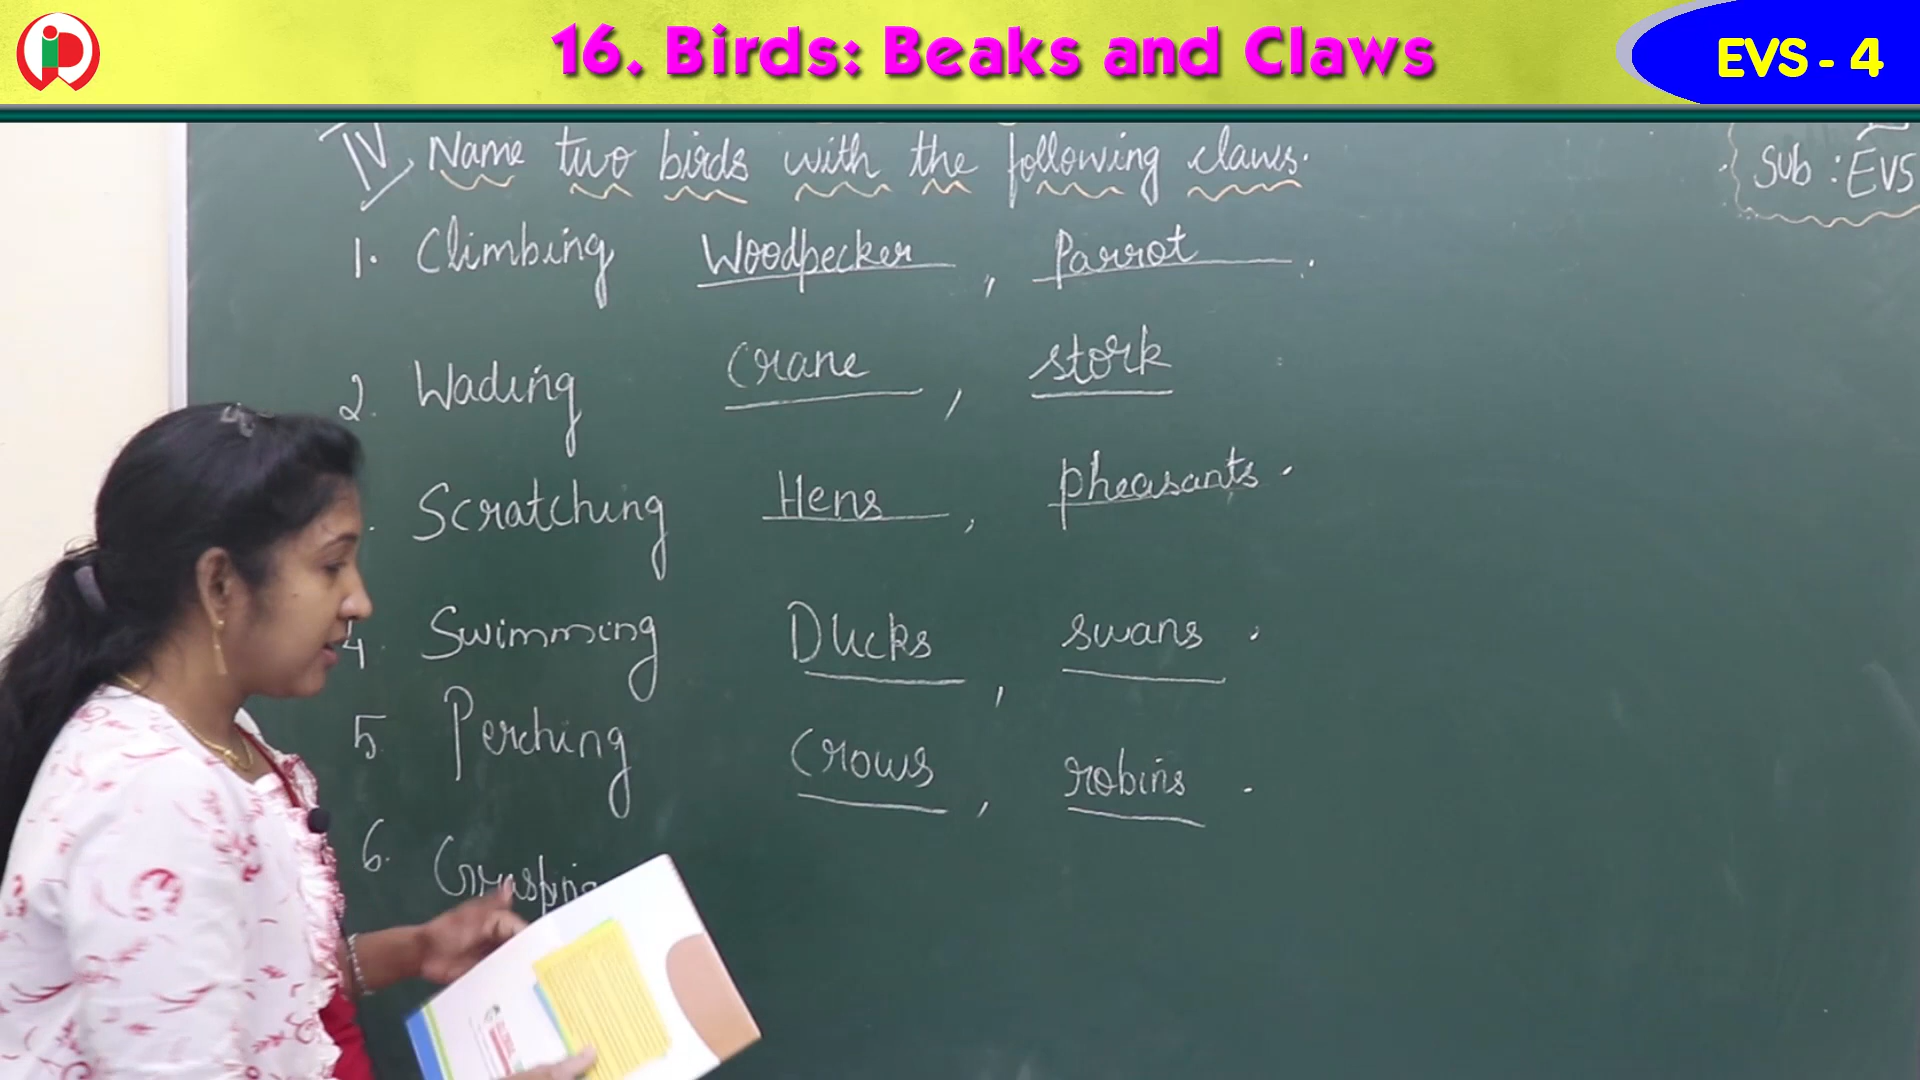 16. Birds: Beaks and Claws
EVS - 4
IV Name two birds with the following claws.
Sub : EVS
1. Climbing Woodpecker, Parrot.
2. Wading Crane, stork
. Scratching Hens, pheasants.
4. Swimming Ducks, swans.
5. Perching Crows, robins.
6. Grasping